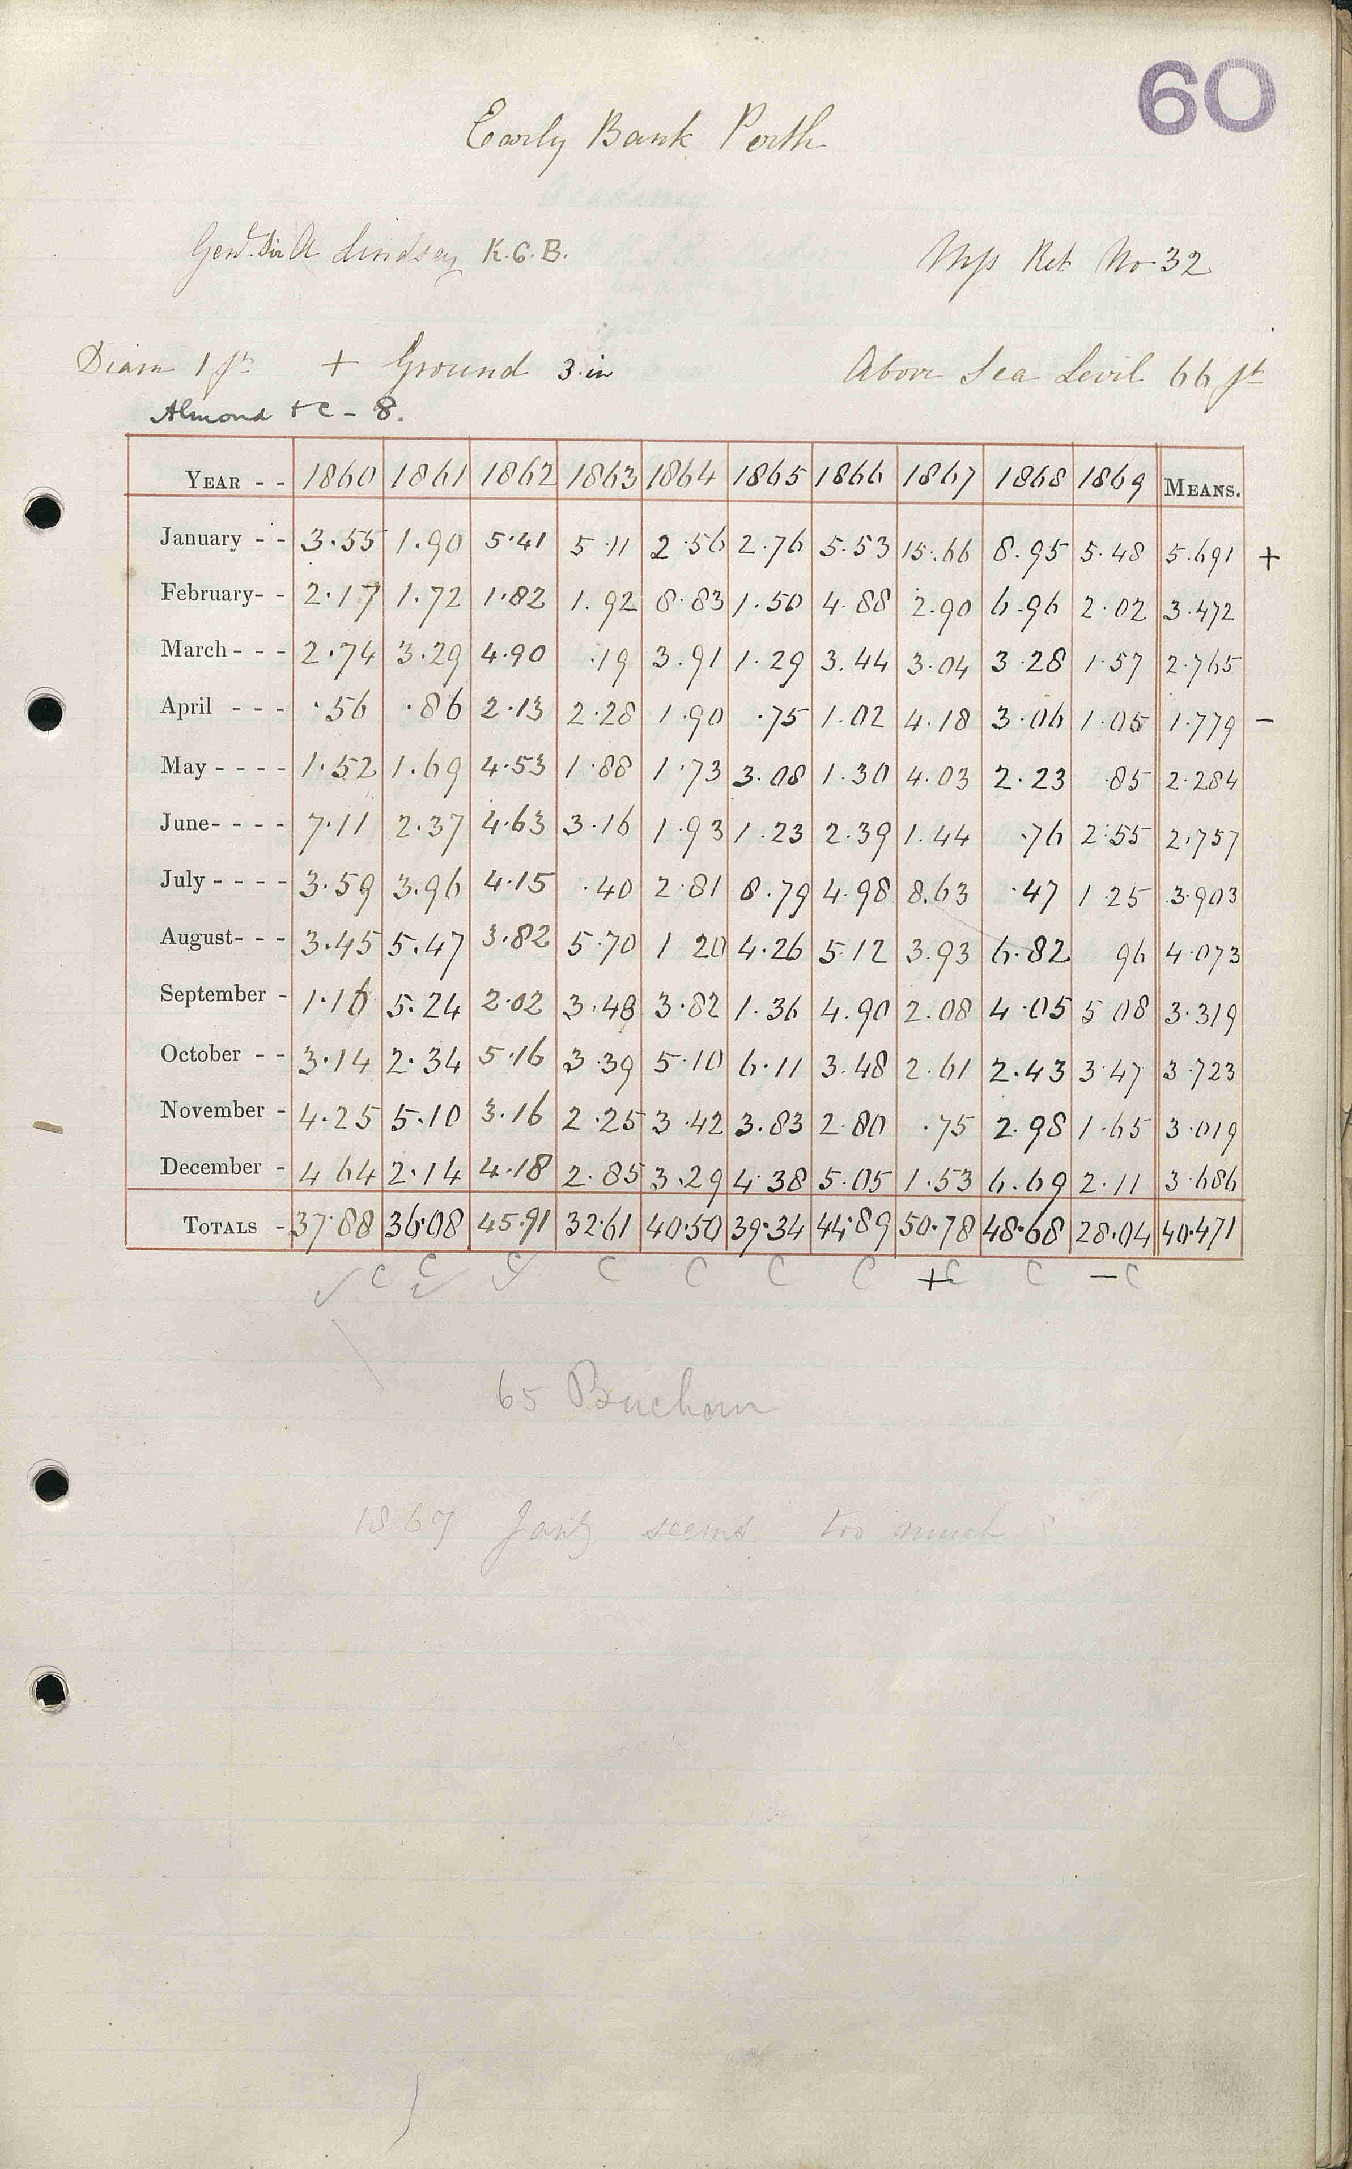 60
Early Bank Perth
Genl. Sir A Lindsay K.C.B. Mfs Ret No 32
Diam 1 ft + Ground 3 in Above Sea Levil 66 ft
Almond + C - 8.
YEAR - - 1860 1861 1862 1863 1864 1865 1866 1867 1868 1869 MEANS.
January - - 3.55 1.90 5.41 5.11 2.56 2.76 5.53 15.66 8.95 5.48 5.691 +
February- - 2.17 1.72 1.82 1.92 8.83 1.50 4.88 2.90 6.96 2.02 3.472
March - - - 2.74 3.29 4.90 .19 3.91 1.29 3.44 3.04 3.28 1.57 2.765
April - - - .56 .86 2.13 2.28 1.90 .75 1.02 4.18 3.06 1.05 1.779 -
May - - - - 1.52 1.69 4.53 1.88 1.73 3.08 1.30 4.03 2.23 .85 2.284
June- - - - 7.11 2.37 4.63 3.16 1.93 1.23 2.39 1.44 .76 2.55 2.757
July - - - - 3.59 3.96 4.15 .40 2.81 8.79 4.98 8.63 .47 1.25 3.903
August- - - 3.45 5.47 3.82 5.70 1 20 4.26 5.12 3.93 6.82 96 4.073
September - 1.16 5.24 2.02 3.48 3.82 1.36 4.90 2.08 4.05 5 08 3.319
October - - 3.14 2.34 5.16 3.39 5.10 6.11 3.48 2.61 2.43 3.47 3.723
November - 4.25 5.10 3.16 2.25 3.42 3.83 2.80 .75 2.98 1.65 3.019
December - 4 64 2.14 4.18 2.85 3.29 4.38 5.05 1.53 6.69 2.11 3.686
TOTALS - 37.88 36.08 45.91 32.61 40.50 39.34 44.89 50.78 48.68 28.04 40.471
C C C C C C C +C C - C
65 Bucham
1867 Jany seems too much